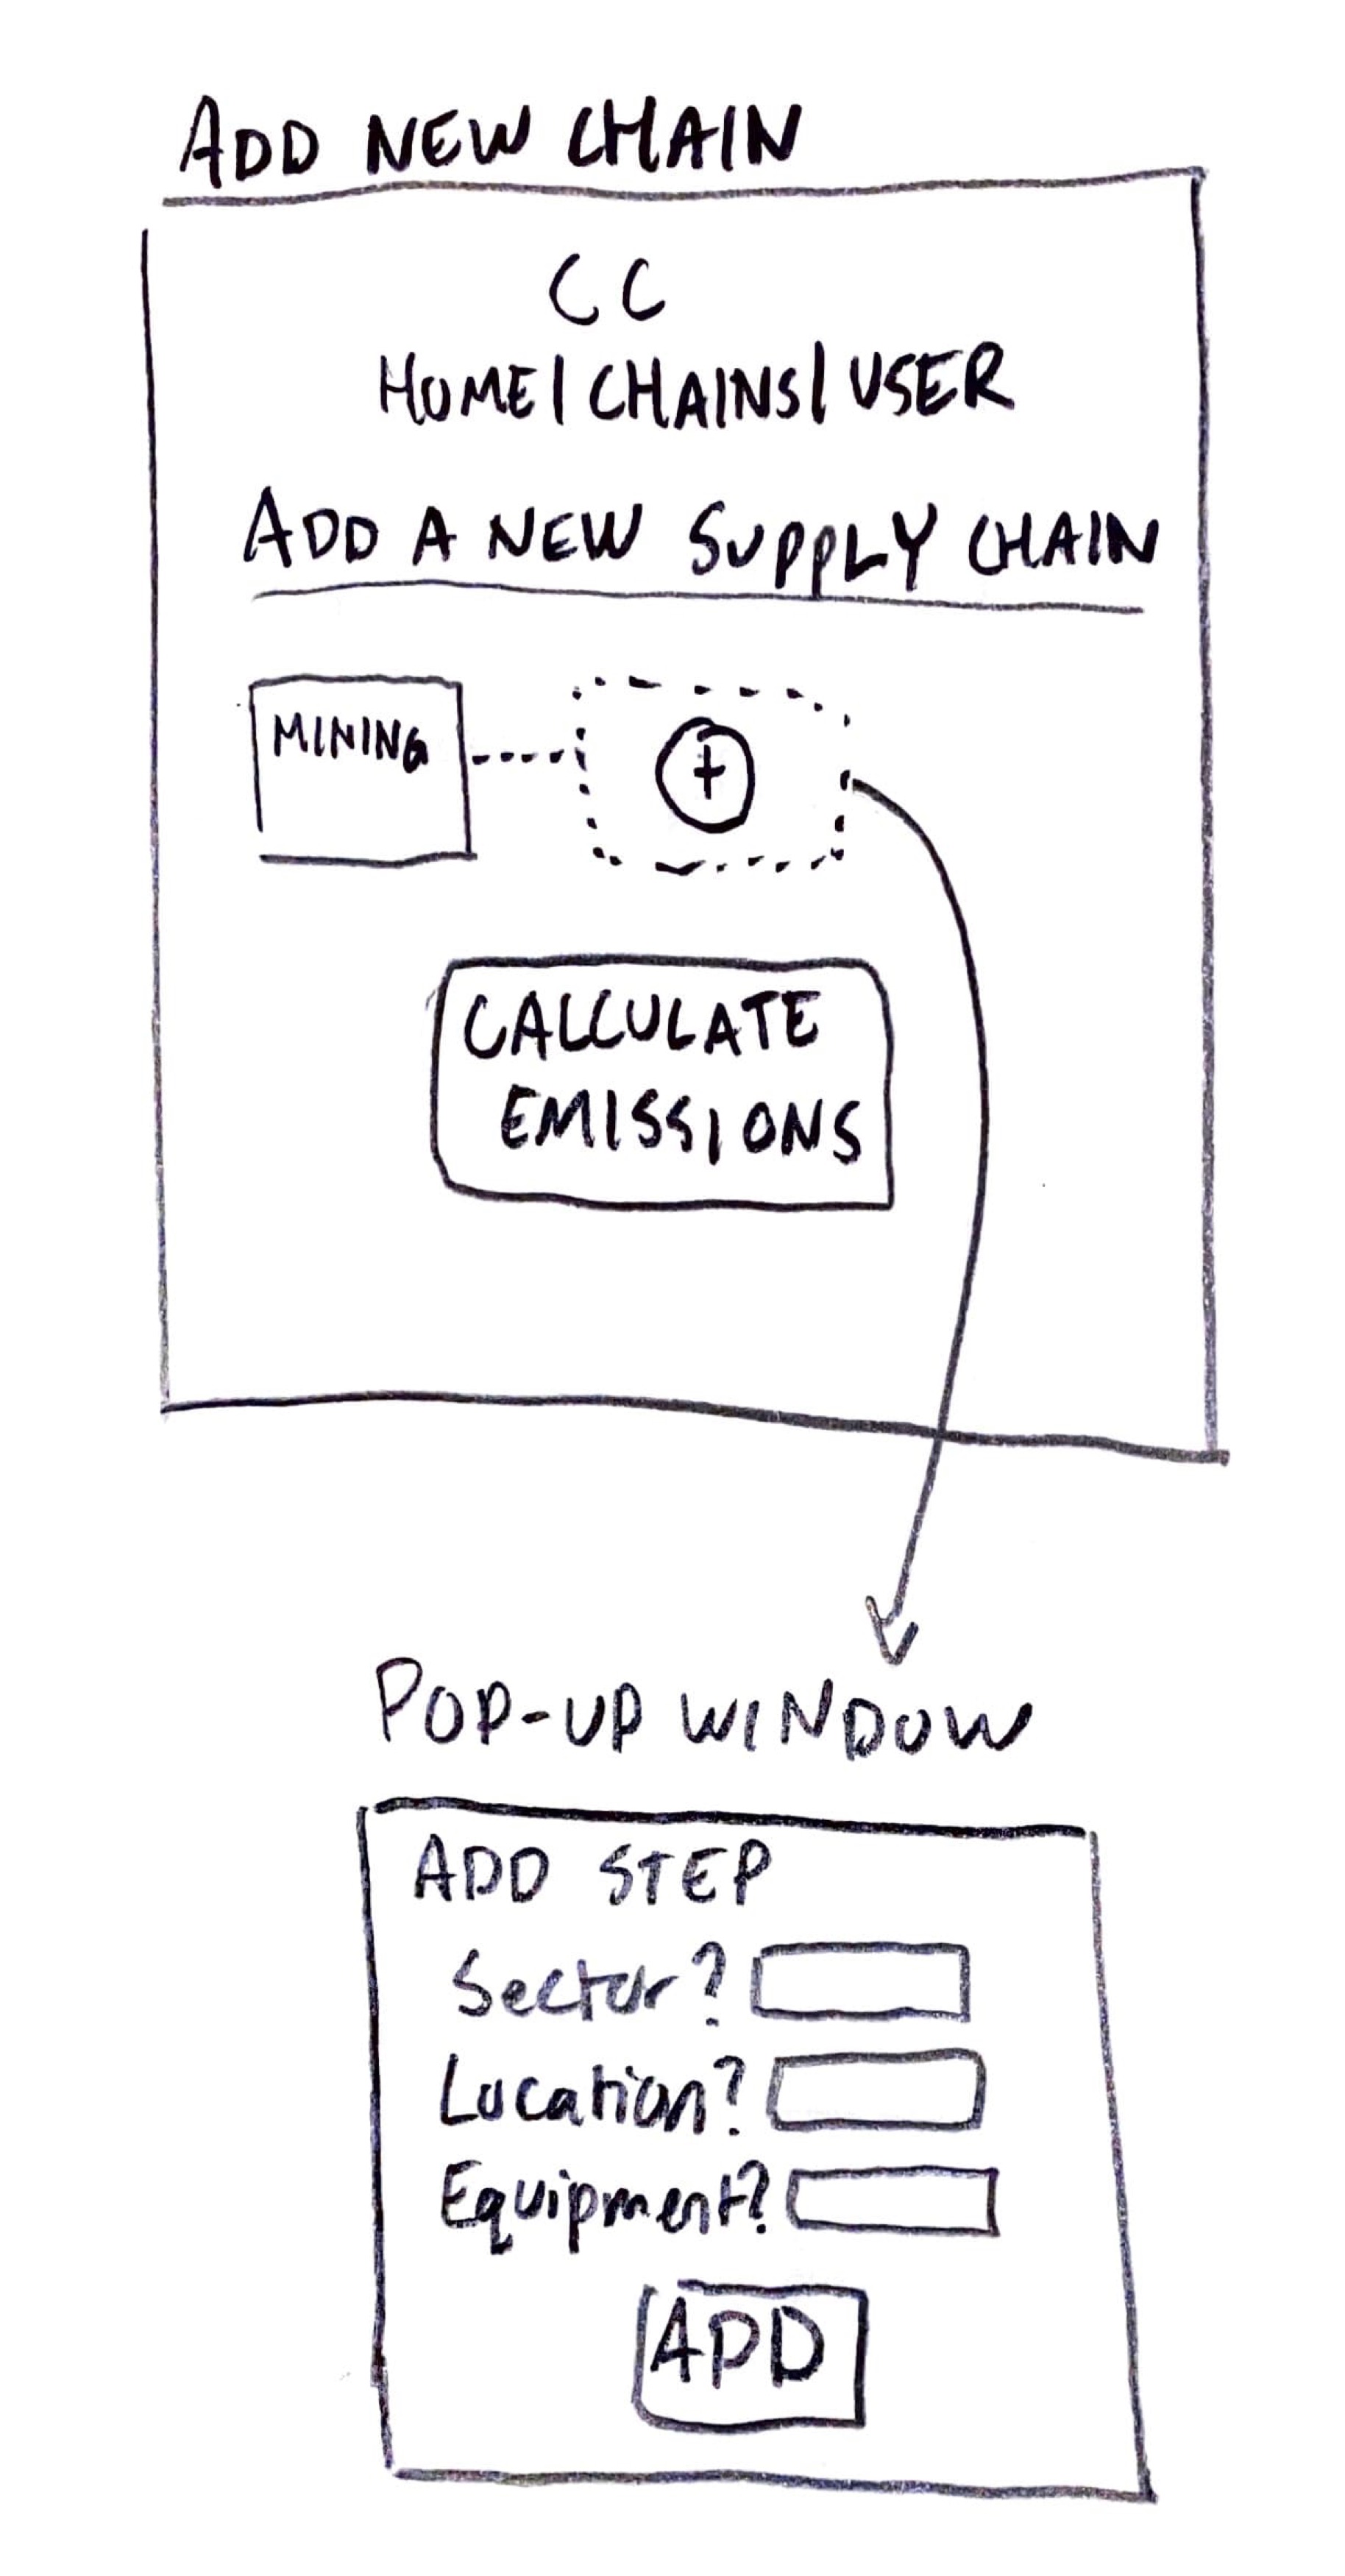 ADD NEW CHAIN
CC
HOME/CHAINS/USER
ADD A NEW SUPPLY CHAIN
MINING
+
CALCULATE
EMISSIONS
POP-UP WINDOW
ADD STEP
Sector?
Location?
Equipment?
ADD